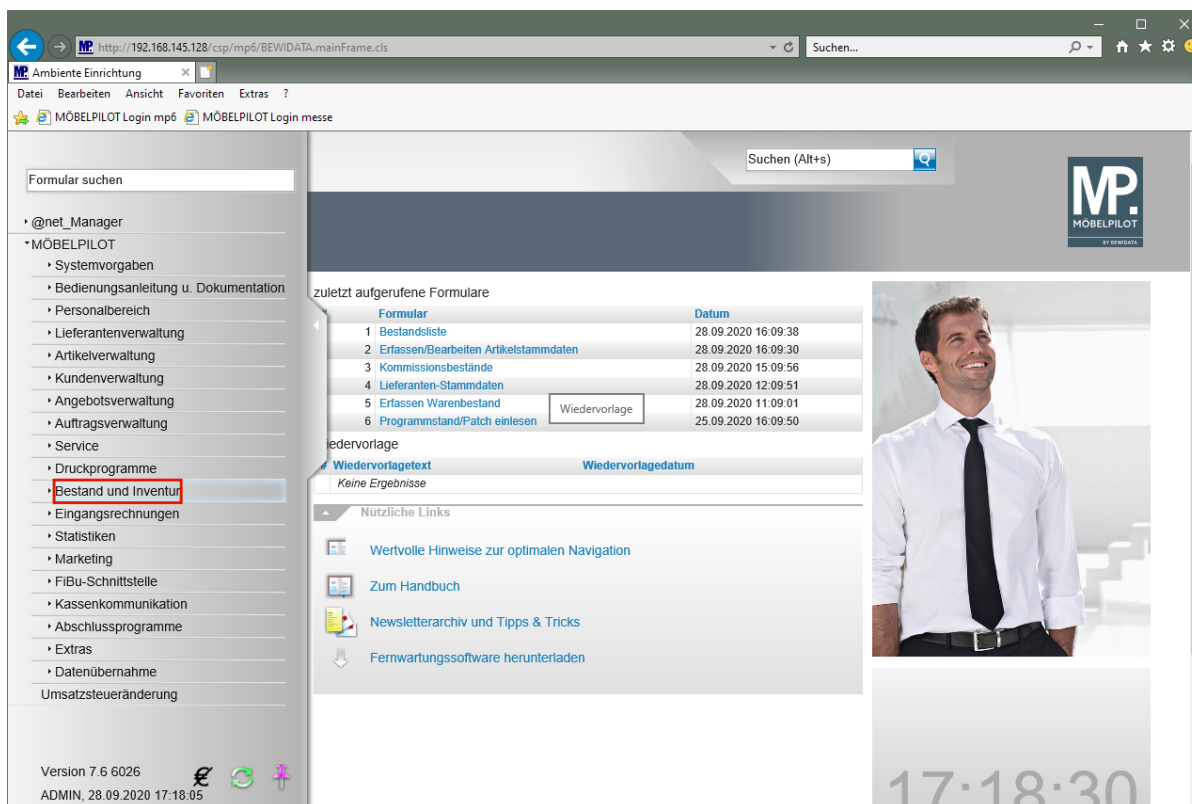 http://192.168.145.128/csp/mp6/BEWIDATA.mainFrame.cls
Suchen...
MP. Ambiente Einrichtung
Datei Bearbeiten Ansicht Favoriten Extras ?
MÖBELPILOT Login mp6 MÖBELPILOT Login messe
Suchen (Alt+s)
MP.
MÖBELPILOT
BY BEWIDATA
Formular suchen
@net_Manager
MÖBELPILOT
Systemvorgaben
Bedienungsanleitung u. Dokumentation
Personalbereich
Lieferantenverwaltung
Artikelverwaltung
Kundenverwaltung
Angebotsverwaltung
Auftragsverwaltung
Service
Druckprogramme
Bestand und Inventur
Eingangsrechnungen
Statistiken
Marketing
FiBu-Schnittstelle
Kassenkommunikation
Abschlussprogramme
Extras
Datenübernahme
Umsatzsteueränderung
Version 7.6 6026
ADMIN, 28.09.2020 17:18:05
zuletzt aufgerufene Formulare
Formular Datum
1 Bestandsliste 28.09.2020 16:09:38
2 Erfassen/Bearbeiten Artikelstammdaten 28.09.2020 16:09:30
3 Kommissionsbestände 28.09.2020 15:09:56
4 Lieferanten-Stammdaten 28.09.2020 12:09:51
5 Erfassen Warenbestand 28.09.2020 11:09:01
Wiedervorlage
6 Programmstand/Patch einlesen 25.09.2020 16:09:50
iedervorlage
# Wiedervorlagetext Wiedervorlagedatum
Keine Ergebnisse
Nützliche Links
Wertvolle Hinweise zur optimalen Navigation
Zum Handbuch
Newsletterarchiv und Tipps & Tricks
Fernwartungssoftware herunterladen
17:18:30